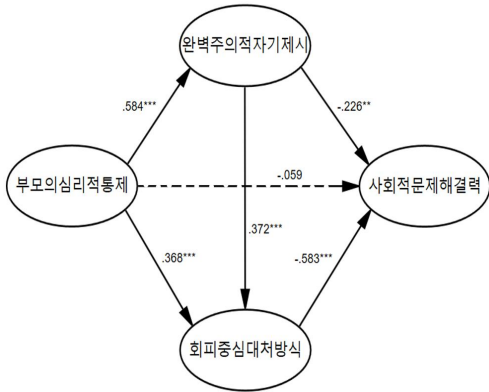 완벽주의적자기제시
.584***
-.226**
부모의심리적통제
-.059
사회적문제해결력
.372***
.368***
-.583***
회피중심대처방식